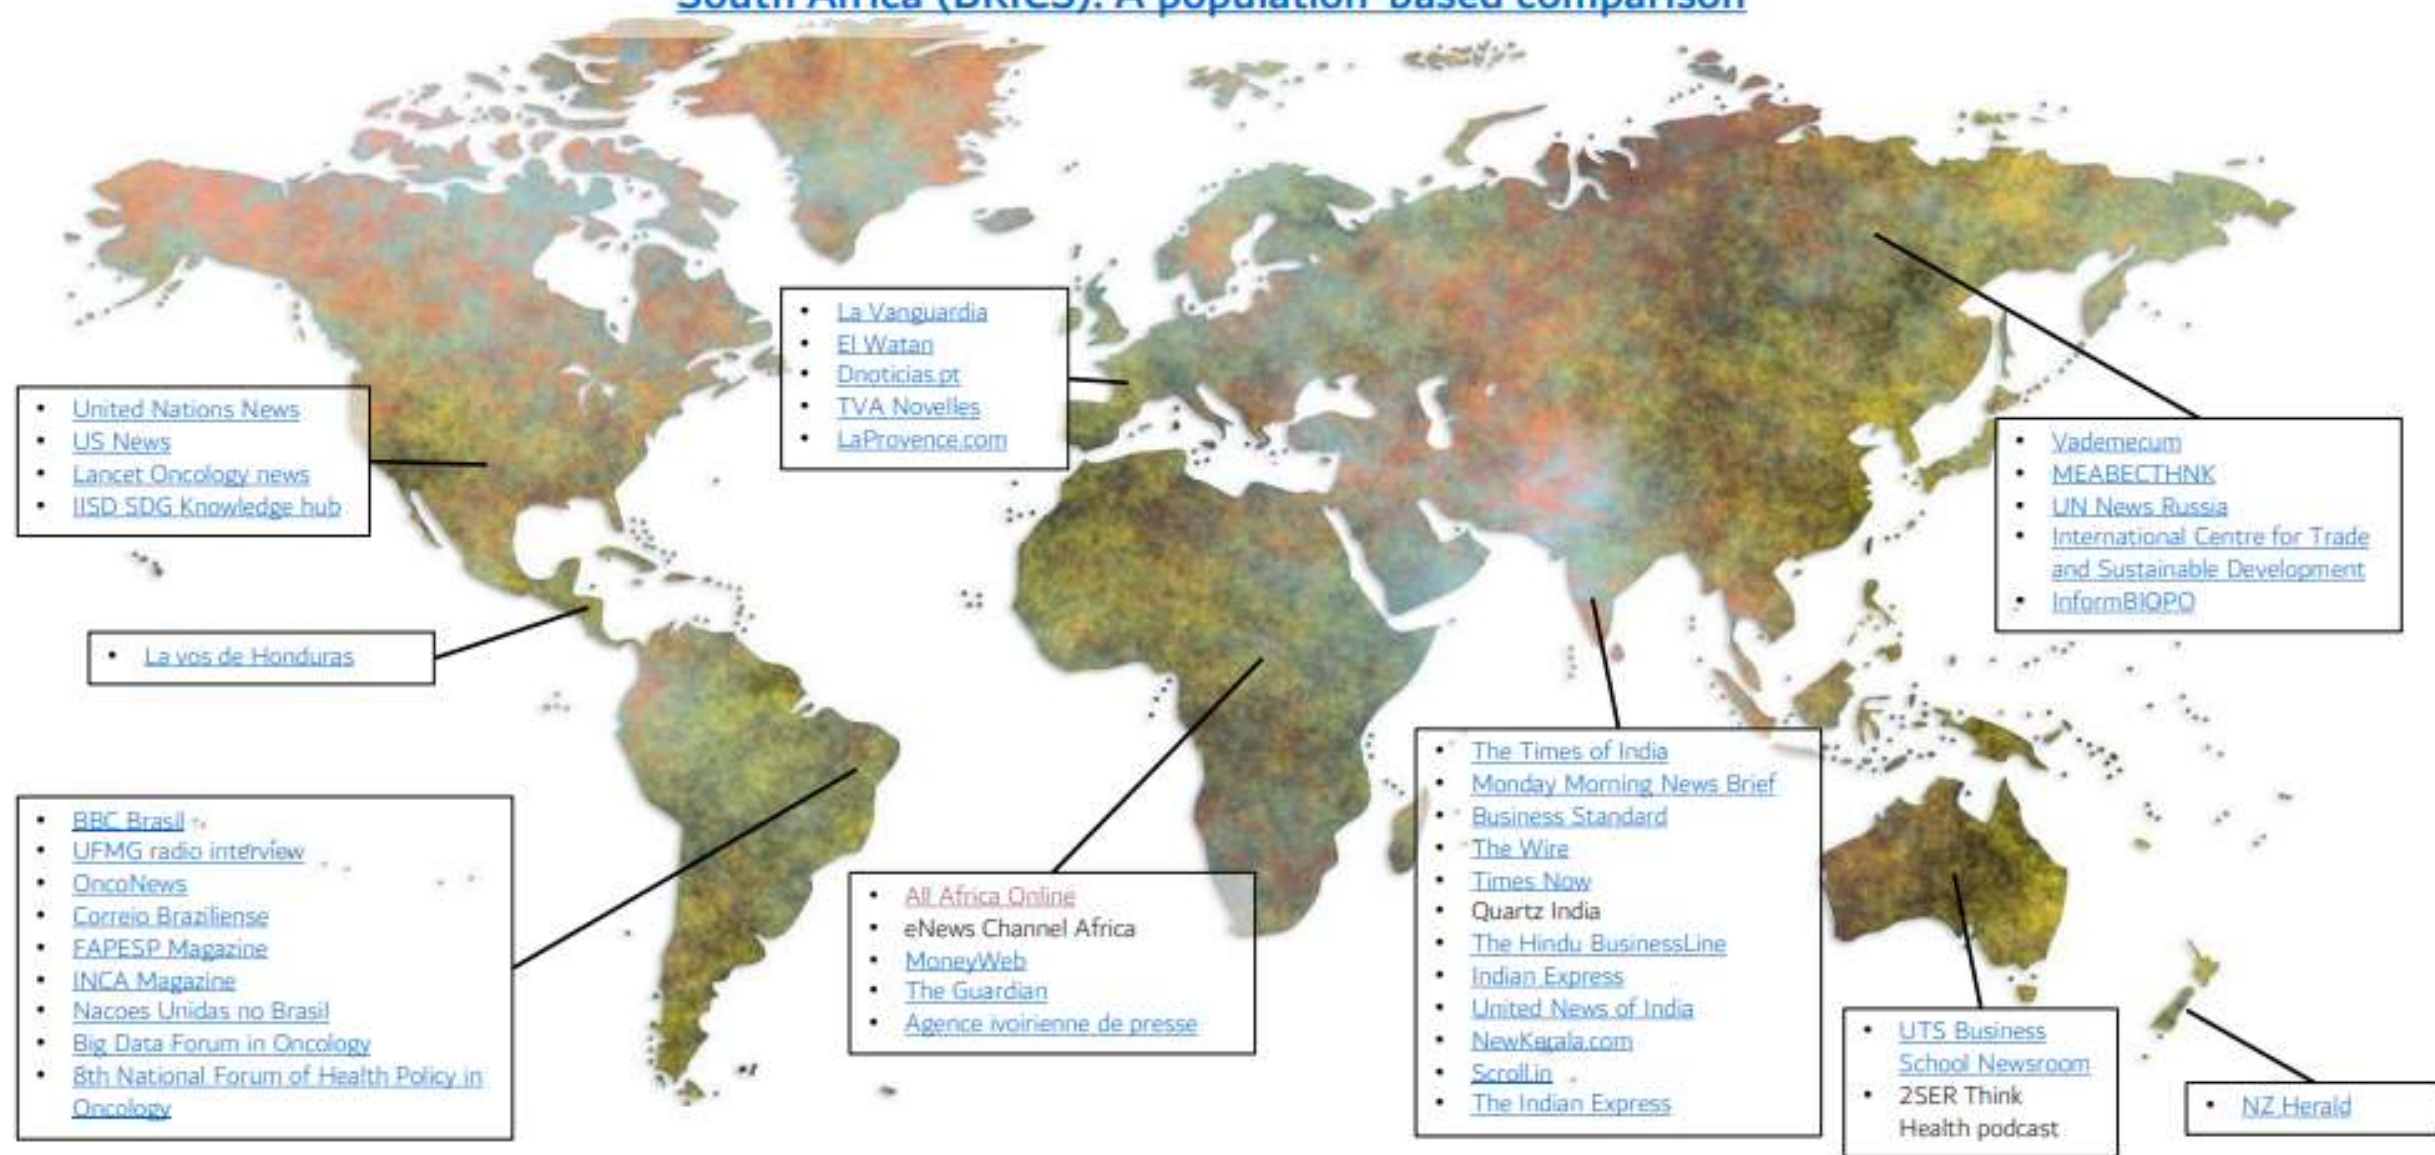 South Africa (BRICS): A population-based comparison
• La Vanguardia
• El Watan
• Dnoticias.pt
• TVA Novelles
• LaProvence.com
• United Nations News
• US News
• Lancet Oncology news
• IISD SDG Knowledge hub
• Vademecum
• MEABECTHNK
• UN News Russia
• International Centre for Trade
and Sustainable Development
• InformBIQPO
• La vos de Honduras
• BBC Brasil
• UFMG radio interview
• OncoNews
• Correio Braziliense
• FAPESP Magazine
• INCA Magazine
• Nacoes Unidas no Brasil
• Big Data Forum in Oncology
• 8th National Forum of Health Policy in
Oncology
• All Africa Online
• eNews Channel Africa
• MoneyWeb
• The Guardian
• Agence ivoirienne de presse
• The Times of India
• Monday Morning News Brief
• Business Standard
• The Wire
• Times Now
• Quartz India
• The Hindu BusinessLine
• Indian Express
• United News of India
• NewKerala.com
• Scroll.in
• The Indian Express
• UTS Business
School Newsroom
• 2SER Think
Health podcast
• NZ Herald